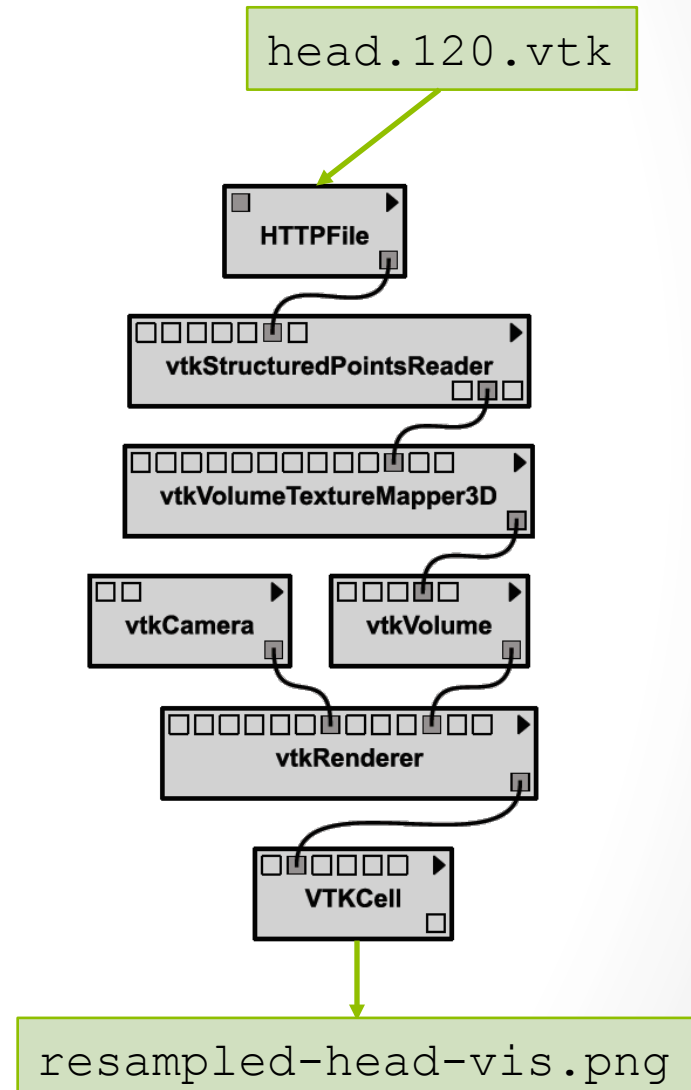 head.120.vtk
HTTPFile
vtkStructuredPointsReader
vtkVolumeTextureMapper3D
vtkCamera
vtkVolume
vtkRenderer
VTKCell
resampled-head-vis.png